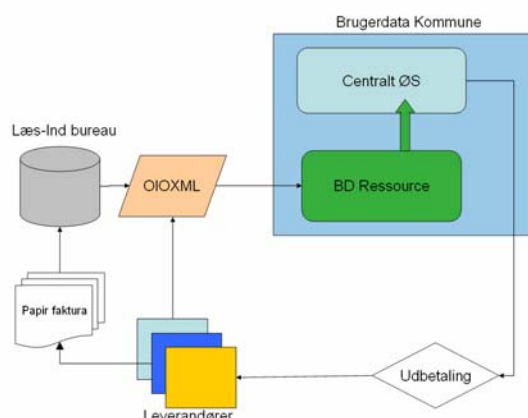 Brugerdata Kommune
Centralt ØS
Læs-Ind bureau
OIOXML
BD Ressource
Papir faktura
Udbetaling
Leverandører